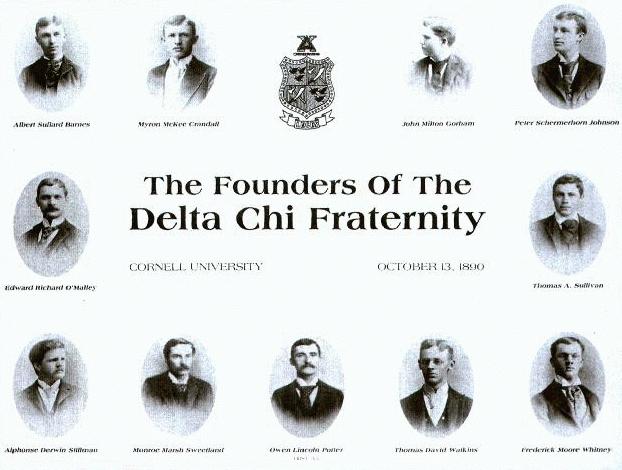 Albert Sullard Barnes
Myron McKee Crandall
John Milton Gorham
Peter Schermerhorn Johnson
The Founders Of The
Delta Chi Fraternity
CORNELL UNIVERSITY
OCTOBER 13, 1890
Edward Richard O'Malley
Thomas A. Sullivan
Alphonse Derwin Stillman
Monroe Marsh Sweetland
Owen Lincoln Potter
Thomas David Watkins
Frederick Moore Whitney